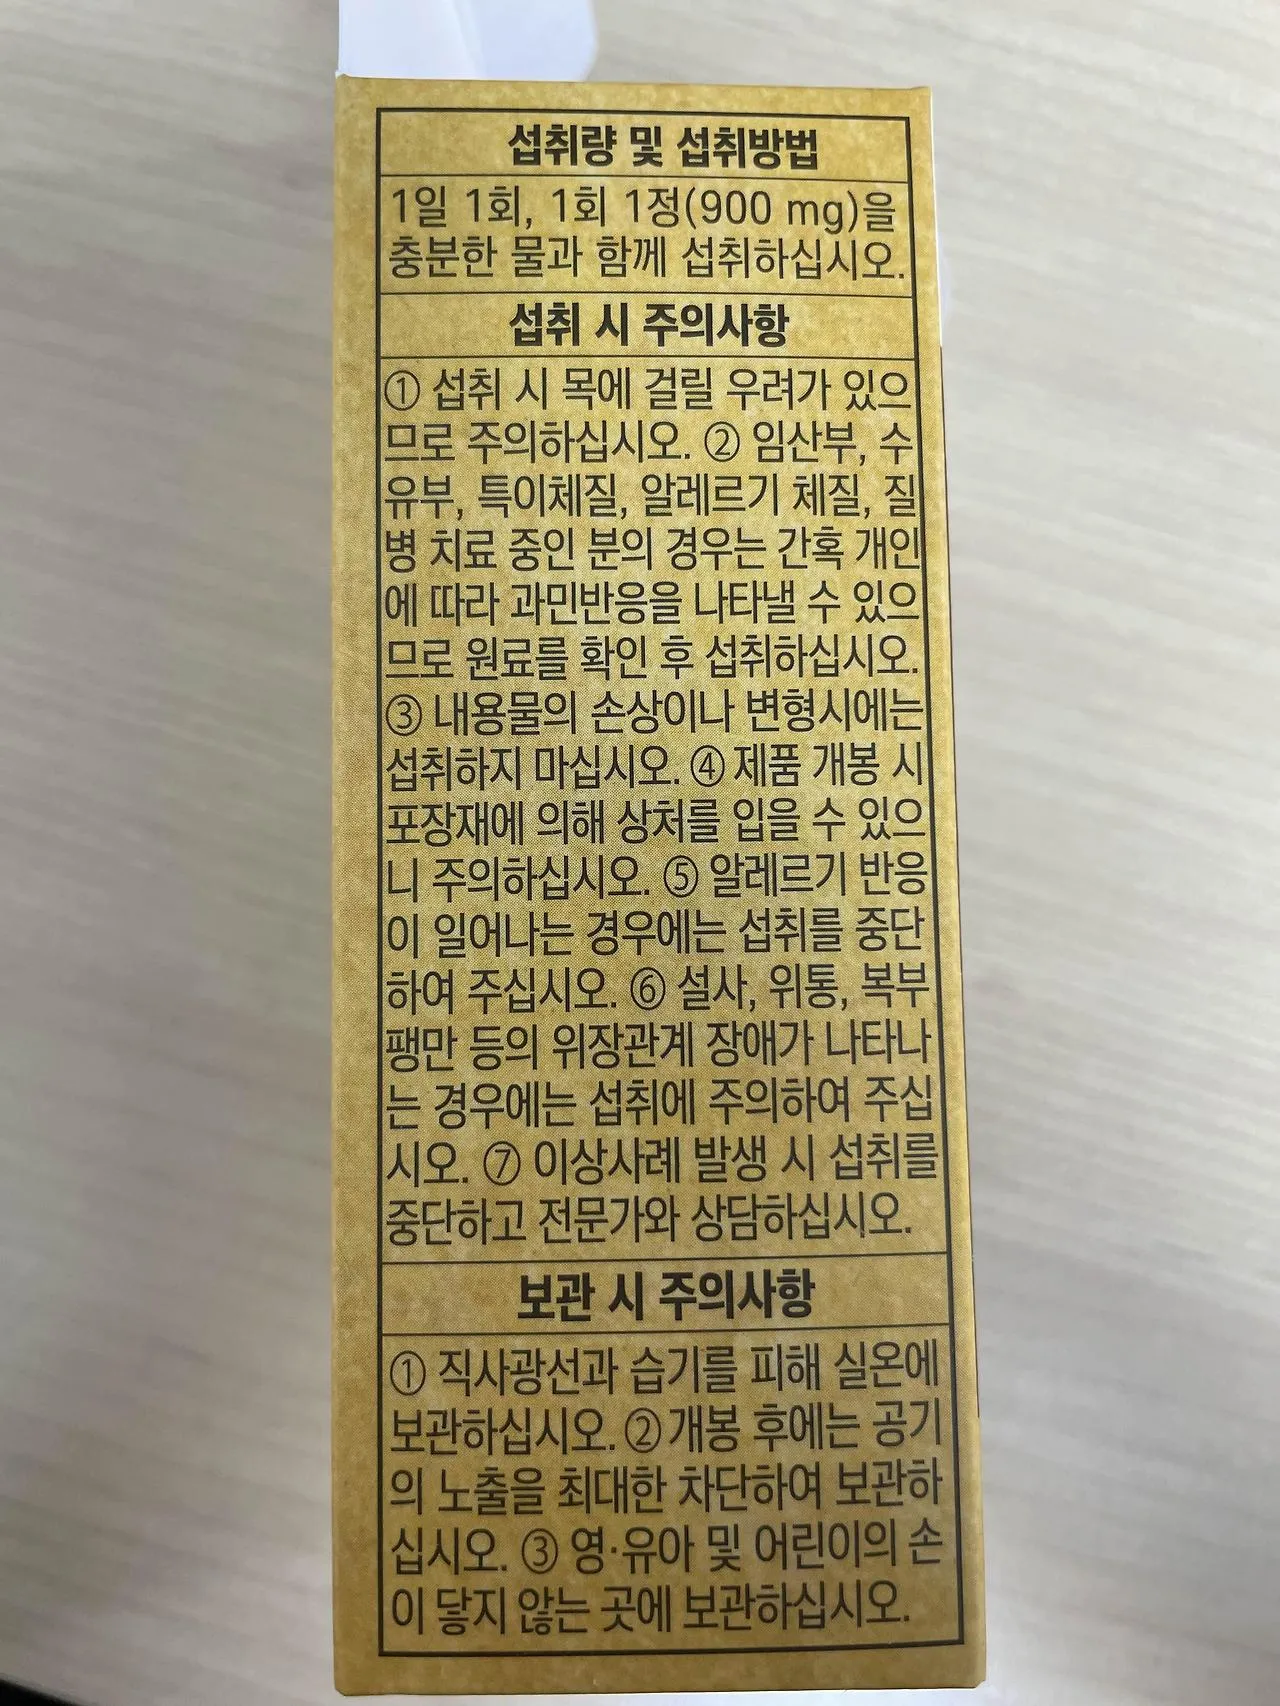 섭취량 및 섭취방법
1일 1회, 1회 1정(900 mg)을
충분한 물과 함께 섭취하십시오.
섭취 시 주의사항
① 섭취 시 목에 걸릴 우려가 있으
므로 주의하십시오. ② 임산부, 수
유부, 특이체질, 알레르기 체질, 질
병 치료 중인 분의 경우는 간혹 개인
에 따라 과민반응을 나타낼 수 있으
므로 원료를 확인 후 섭취하십시오.
③ 내용물의 손상이나 변형시에는
섭취하지 마십시오. ④ 제품 개봉 시
포장재에 의해 상처를 입을 수 있으
니 주의하십시오. ⑤ 알레르기 반응
이 일어나는 경우에는 섭취를 중단
하여 주십시오. ⑥ 설사, 위통, 복부
팽만 등의 위장관계 장애가 나타나
는 경우에는 섭취에 주의하여 주십
시오. ⑦ 이상사례 발생 시 섭취를
중단하고 전문가와 상담하십시오.
보관 시 주의사항
① 직사광선과 습기를 피해 실온에
보관하십시오. ② 개봉 후에는 공기
의 노출을 최대한 차단하여 보관하
십시오. ③ 영·유아 및 어린이의 손
이 닿지 않는 곳에 보관하십시오.